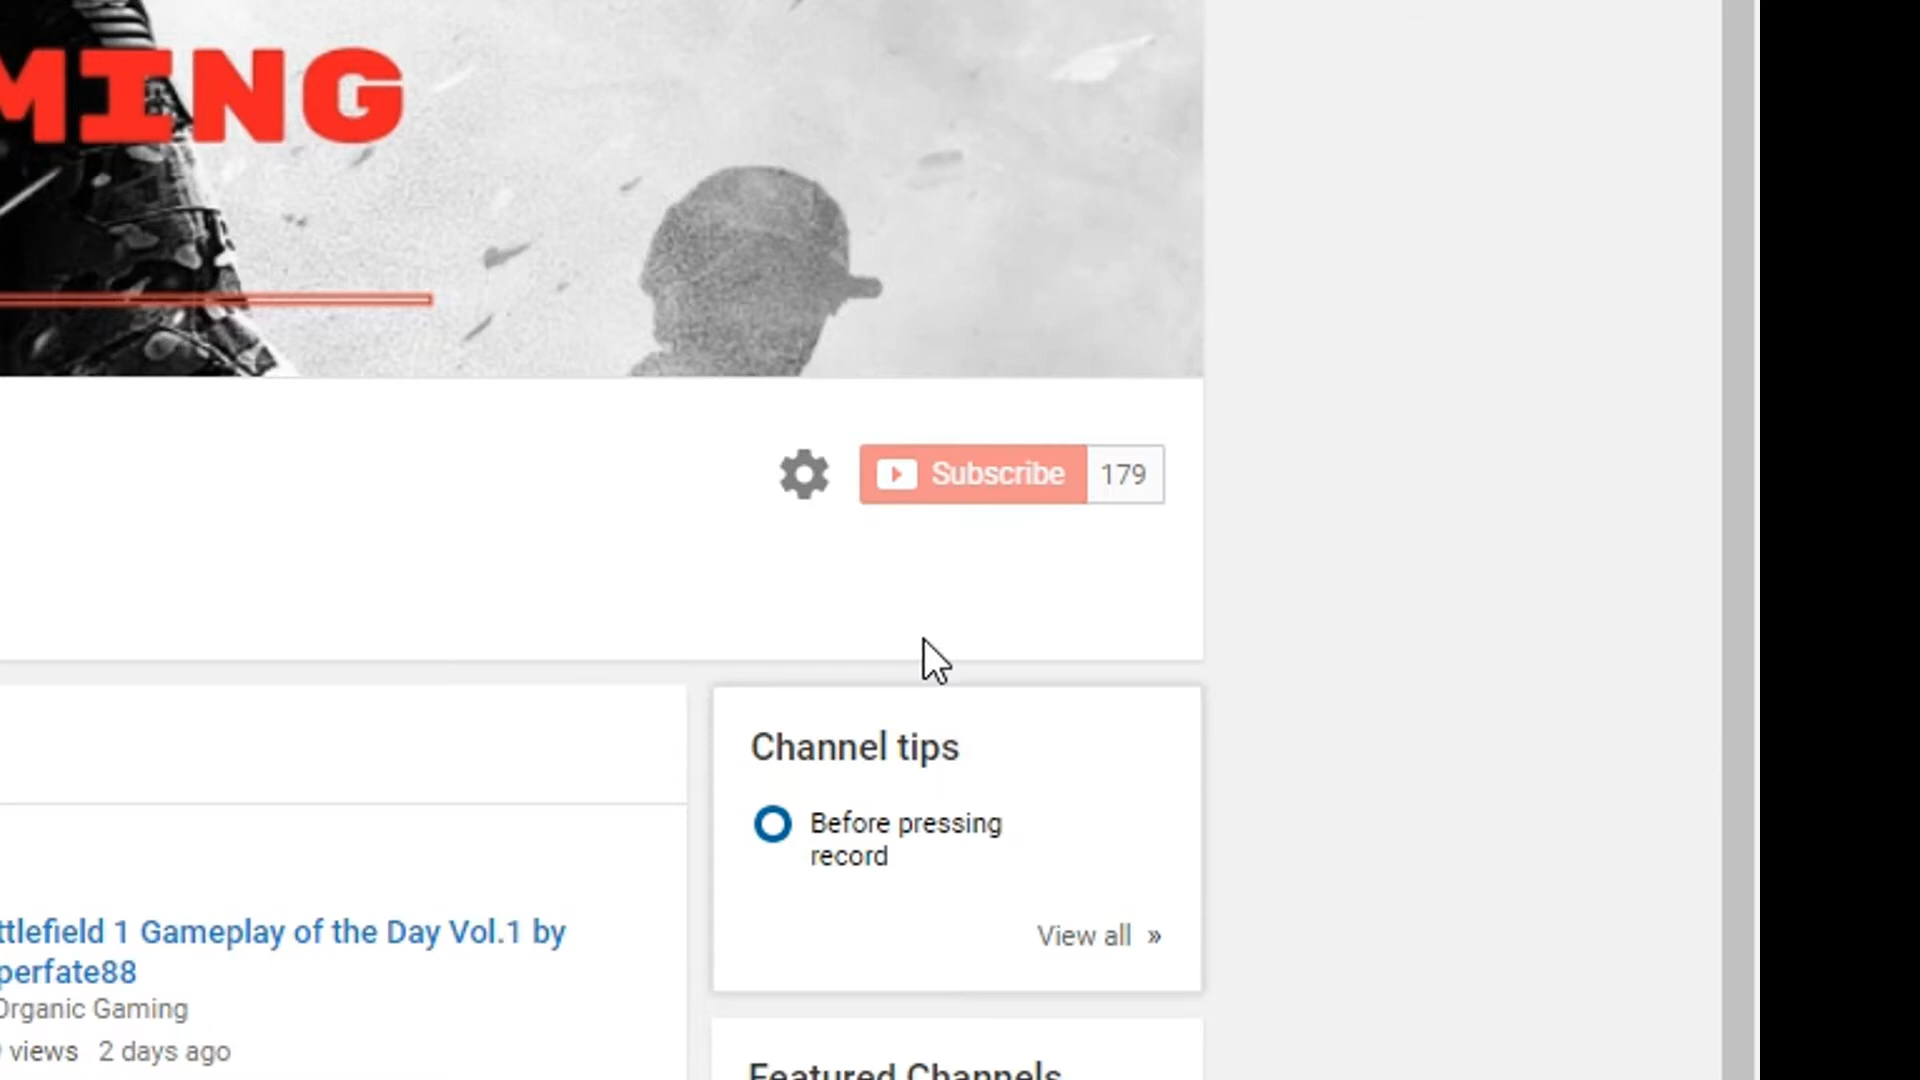 MING
Subscribe 179
Channel tips
Before pressing
record
View all »
ttlefield 1 Gameplay of the Day Vol.1 by
perfate88
Organic Gaming
views 2 days ago
Featured Channels